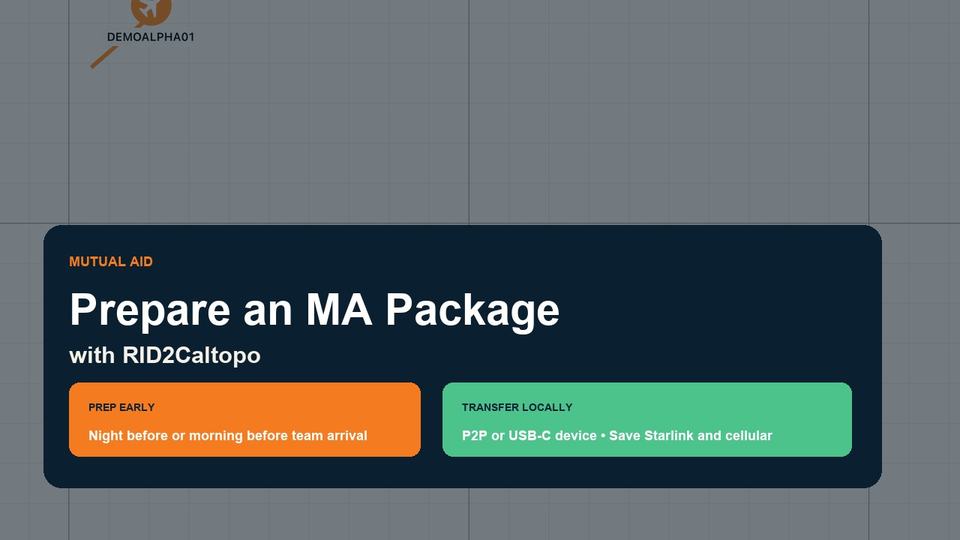 DEMOALPHA01
MUTUAL AID
Prepare an MA Package
with RID2Caltopo
PREP EARLY
Night before or morning before team arrival
TRANSFER LOCALLY
P2P or USB-C device • Save Starlink and cellular